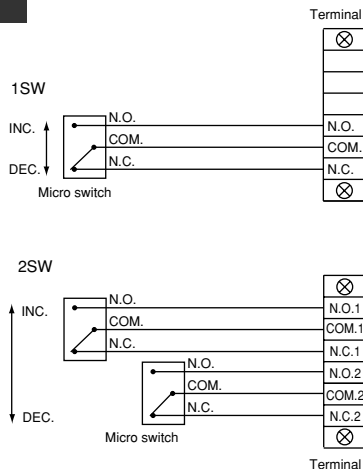 Terminal
1SW
INC.
DEC.
N.O.
COM.
N.C.
Micro switch
N.O.
COM.
N.C.
2SW
INC.
DEC.
N.O.
COM.
N.C.
N.O.
COM.
N.C.
Micro switch
N.O.1
COM.1
N.C.1
N.O.2
COM.2
N.C.2
Terminal